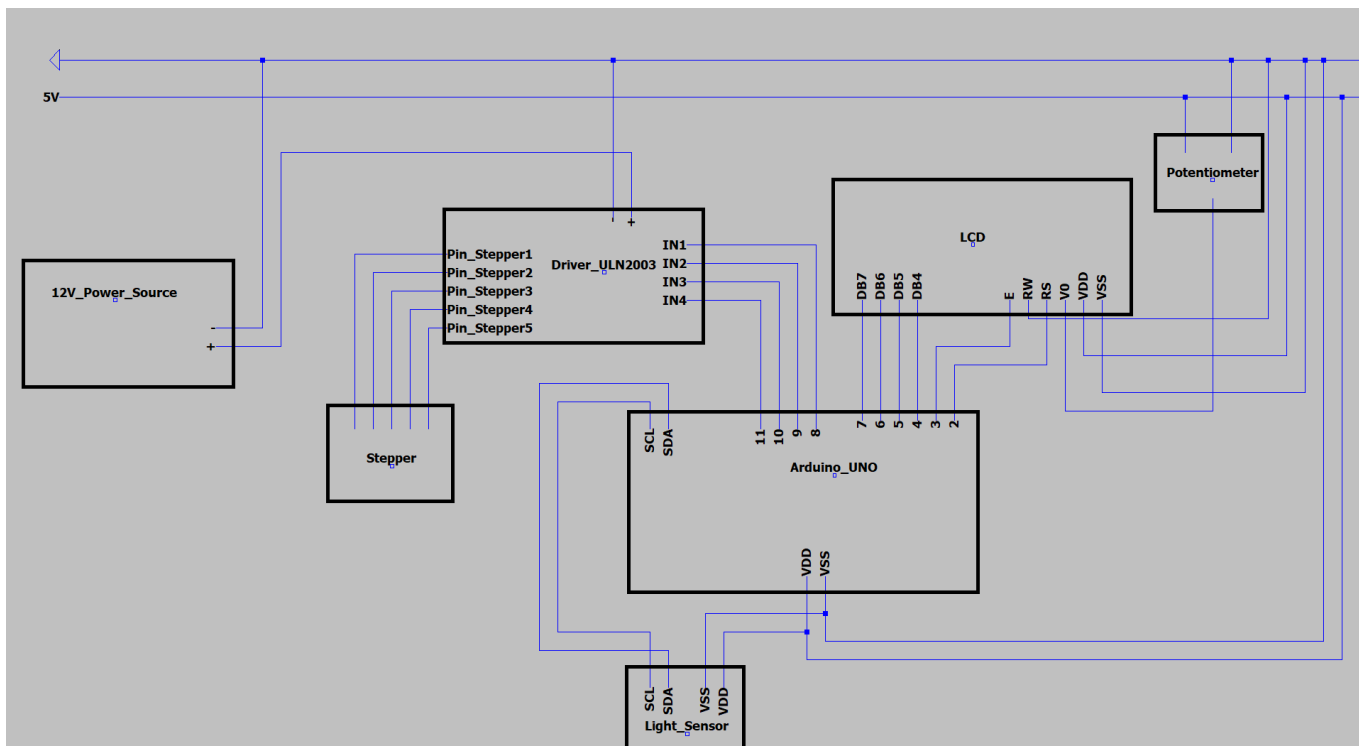 5V
Potentiometer
LCD
DB7
DB6
DB5
DB4
E
RW
RS
V0
VDD
VSS
-
+
Driver_ULN2003
Pin_Stepper1
Pin_Stepper2
Pin_Stepper3
Pin_Stepper4
Pin_Stepper5
IN1
IN2
IN3
IN4
12V_Power_Source
-
+
Stepper
SCL
SDA
11
10
9
8
7
6
5
4
3
2
Arduino_UNO
VDD
VSS
SCL
SDA
VSS
VDD
Light_Sensor